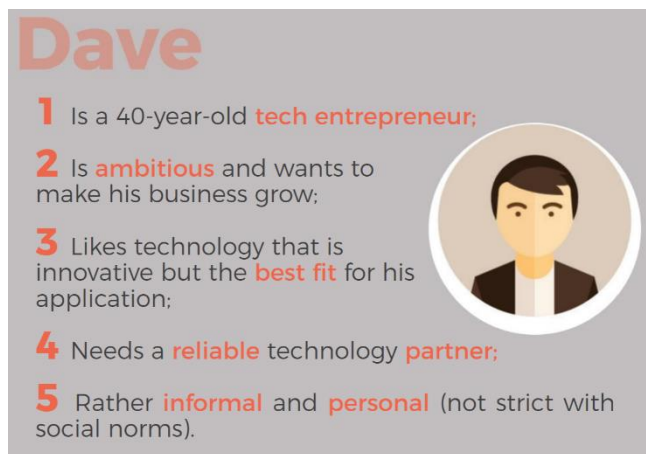 Dave
1 Is a 40-year-old tech entrepreneur;
2 Is ambitious and wants to
make his business grow;
3 Likes technology that is
innovative but the best fit for his
application;
4 Needs a reliable technology partner;
5 Rather informal and personal (not strict with
social norms).